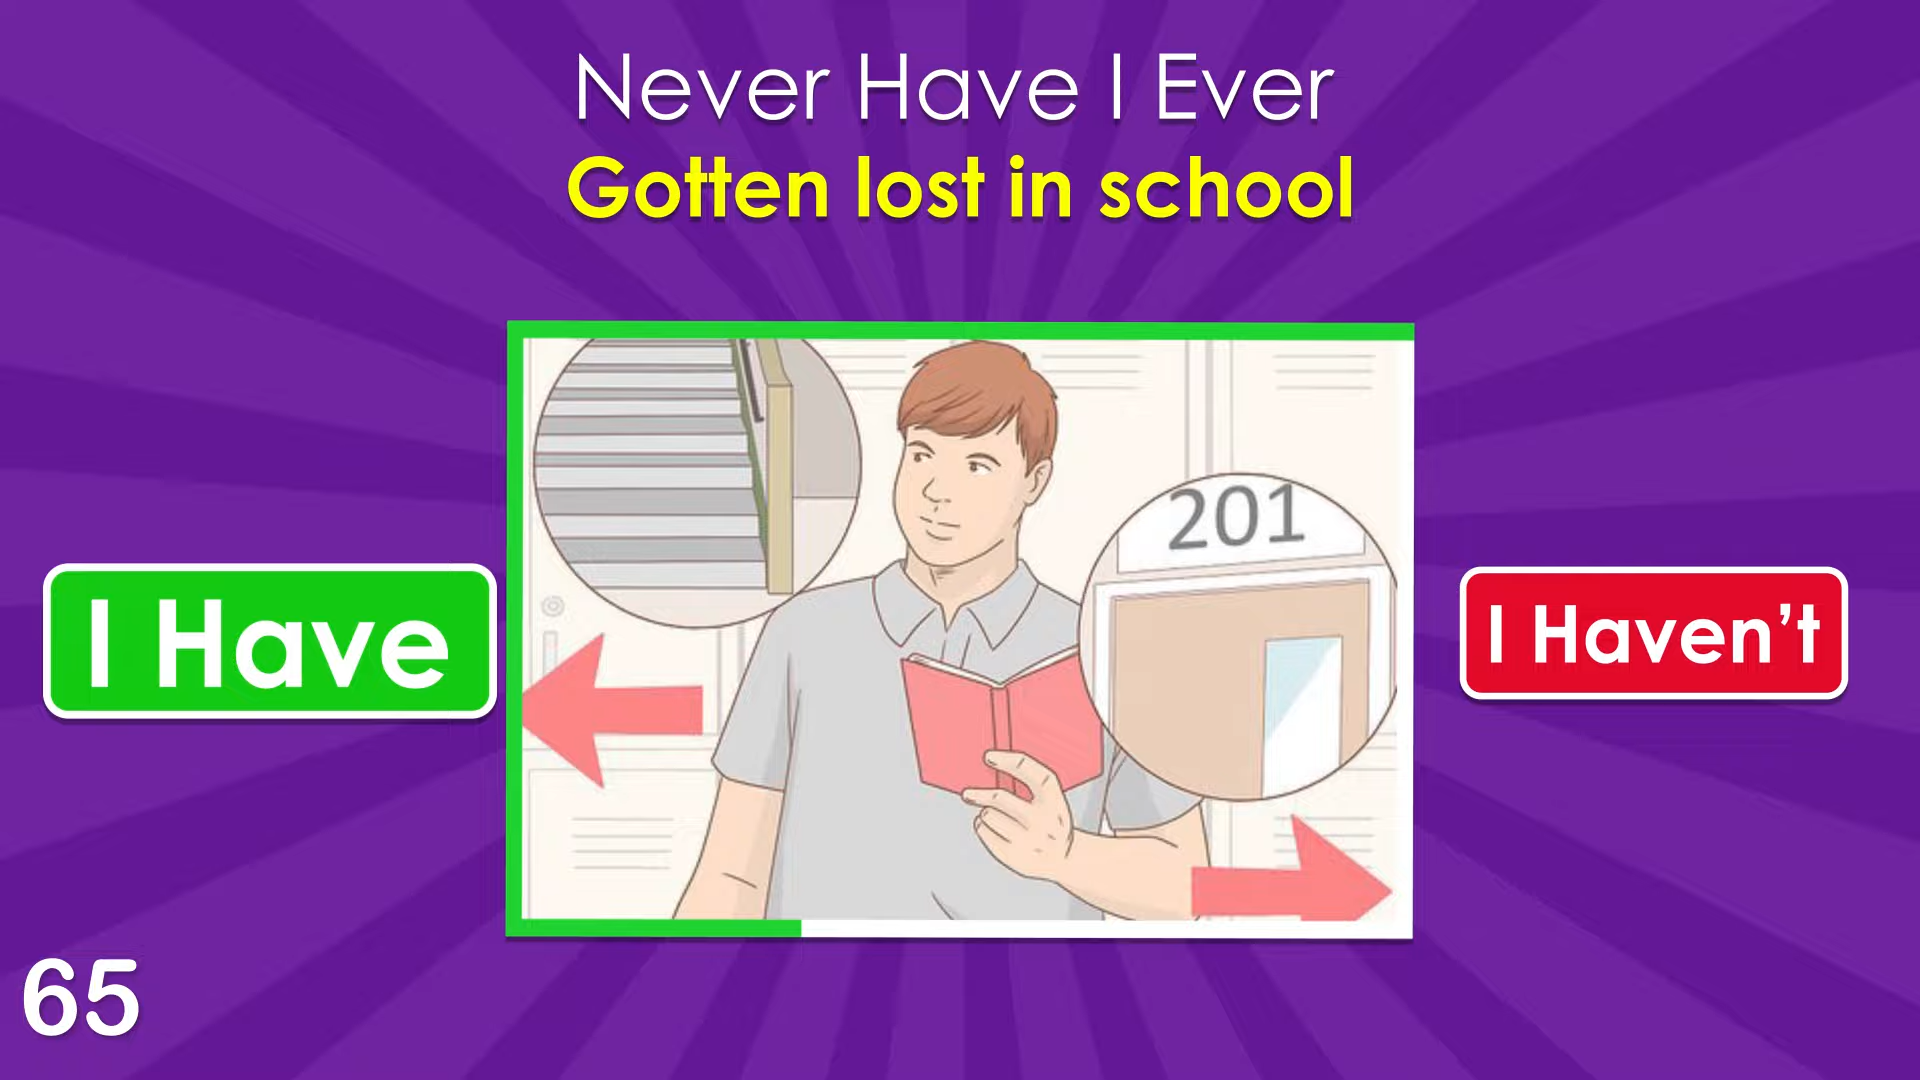 Never Have I Ever
Gotten lost in school
201
I Have
I Haven't
65